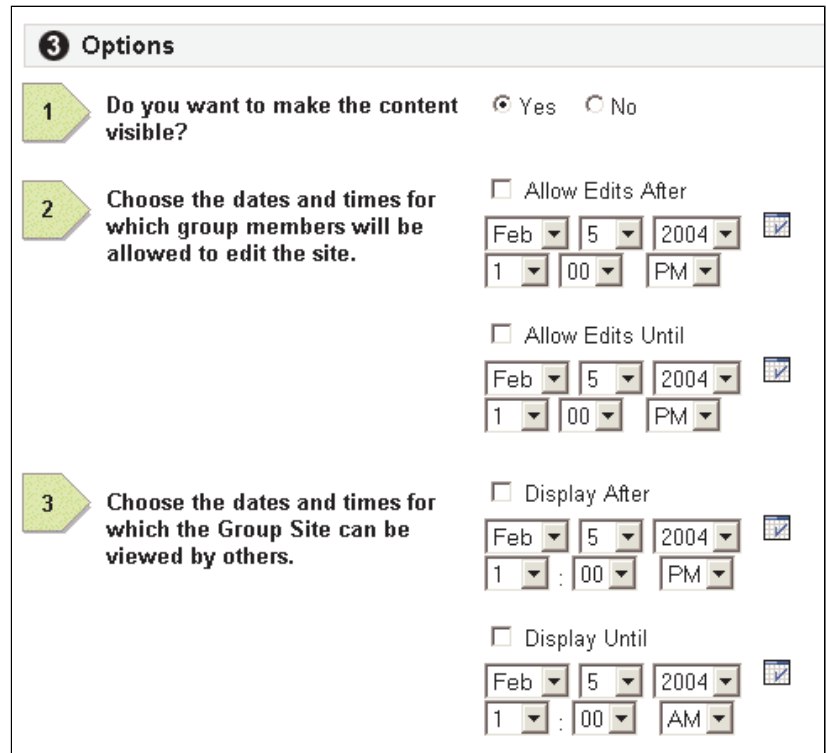 3 Options
1 Do you want to make the content Yes No
visible?
2 Choose the dates and times for
which group members will be
allowed to edit the site.
Allow Edits After
Feb 5 2004
1 00 PM
Allow Edits Until
Feb 5 2004
1 00 PM
3 Choose the dates and times for
which the Group Site can be
viewed by others.
Display After
Feb 5 2004
1 : 00 PM
Display Until
Feb 5 2004
1 : 00 AM